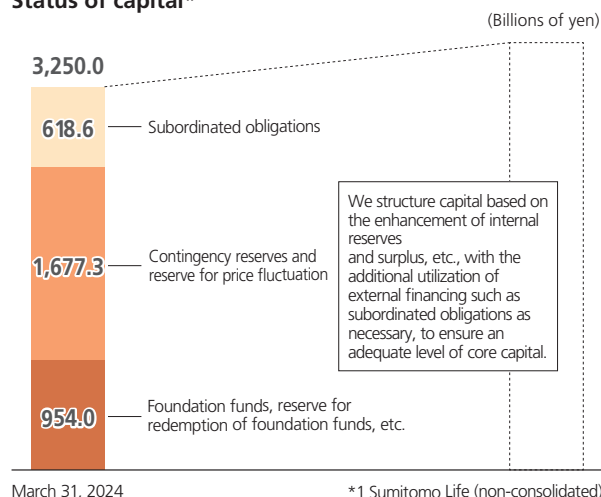 Status of capital*
(Billions of yen)
3,250.0
618.6
Subordinated obligations
1,677.3
Contingency reserves and
reserve for price fluctuation
We structure capital based on
the enhancement of internal
reserves
and surplus, etc., with the
additional utilization of
external financing such as
subordinated obligations as
necessary, to ensure an
adequate level of core capital.
954.0
Foundation funds, reserve for
redemption of foundation funds, etc.
March 31, 2024
*1 Sumitomo Life (non-consolidated)